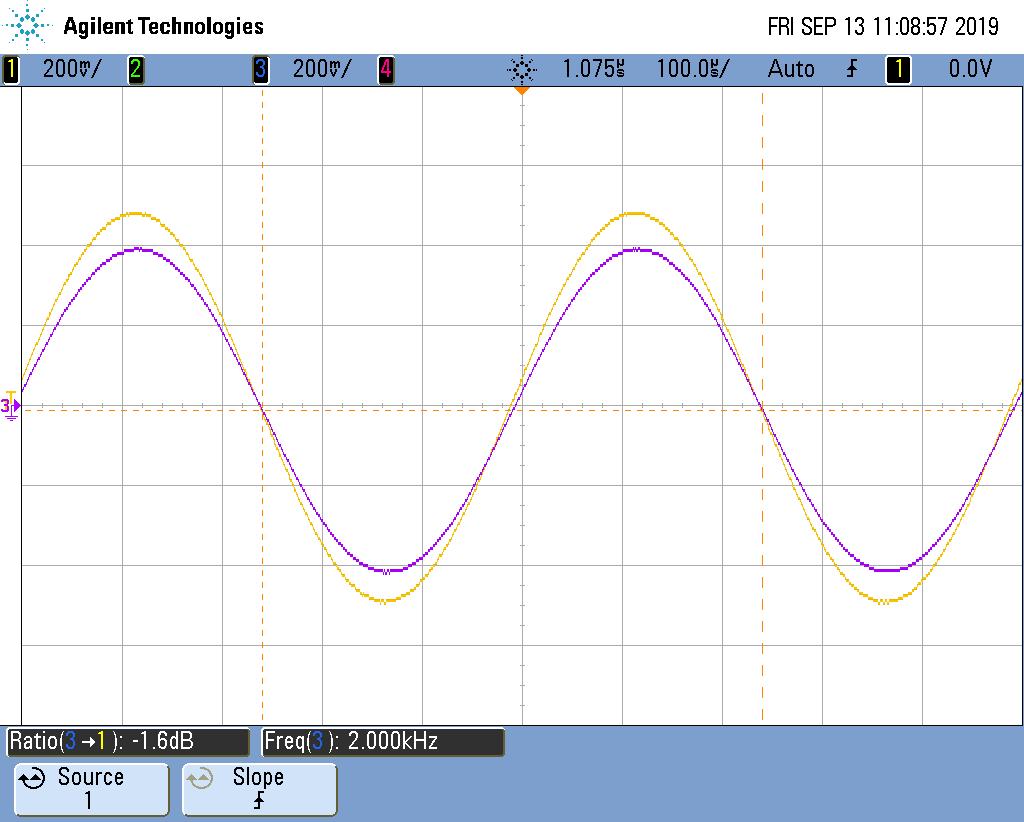 Agilent Technologies
FRI SEP 13 11:08:57 2019
1 200mV/ 2 3 200mV/ 4 1.075µs 100.0µs/ Auto 1 0.0V
T
3
Ratio(3→1): -1.6dB Freq(3): 2.000kHz
Source Slope
1